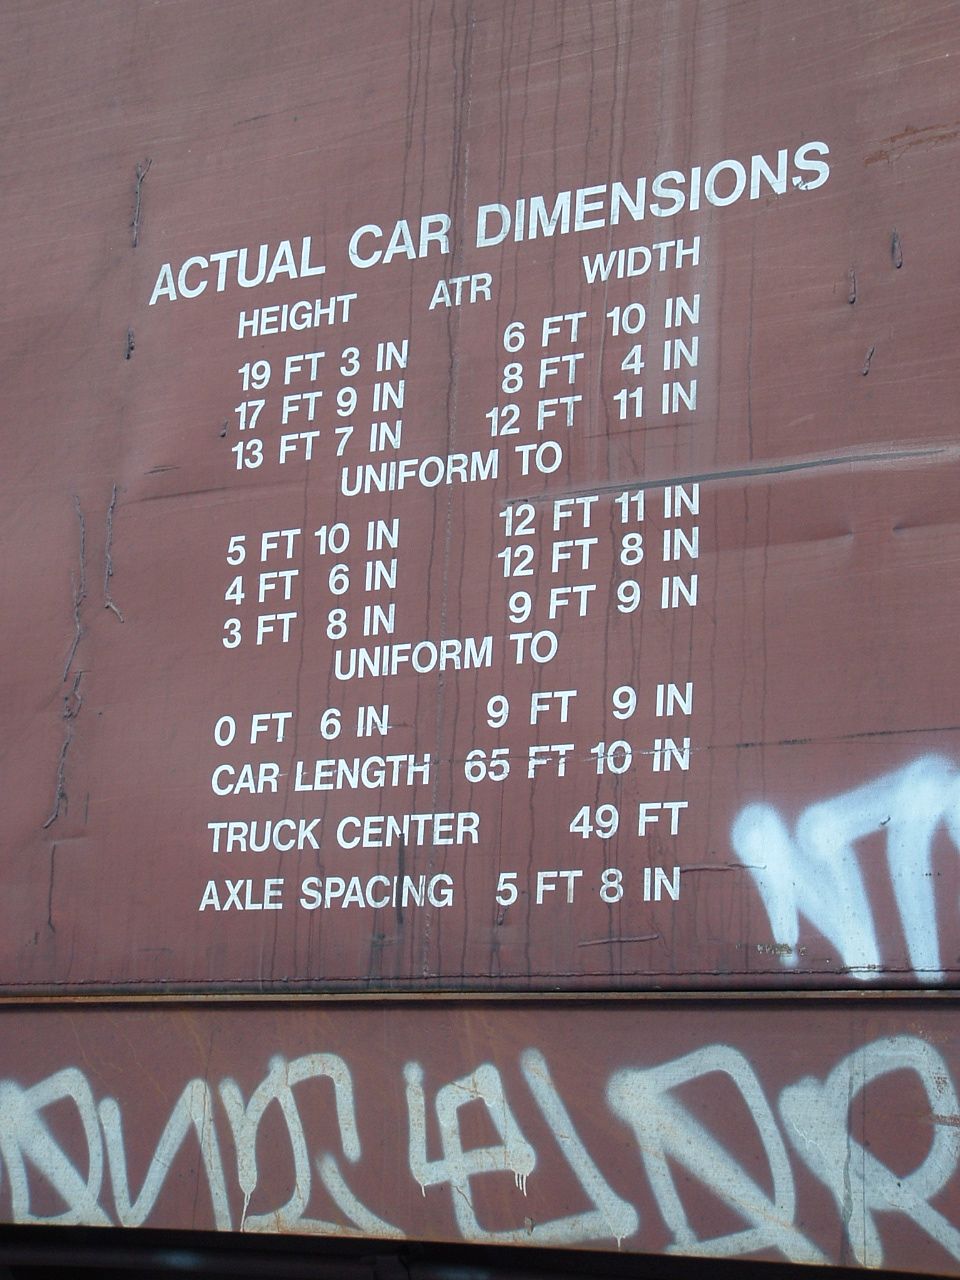 ACTUAL CAR DIMENSIONS
HEIGHT ATR WIDTH
19 FT 3 IN 6 FT 10 IN
17 FT 9 IN 8 FT 4 IN
13 FT 7 IN 12 FT 11 IN
UNIFORM TO
5 FT 10 IN 12 FT 11 IN
4 FT 6 IN 12 FT 8 IN
3 FT 8 IN 9 FT 9 IN
UNIFORM TO
0 FT 6 IN 9 FT 9 IN
CAR LENGTH 65 FT 10 IN
TRUCK CENTER 49 FT
AXLE SPACING 5 FT 8 IN